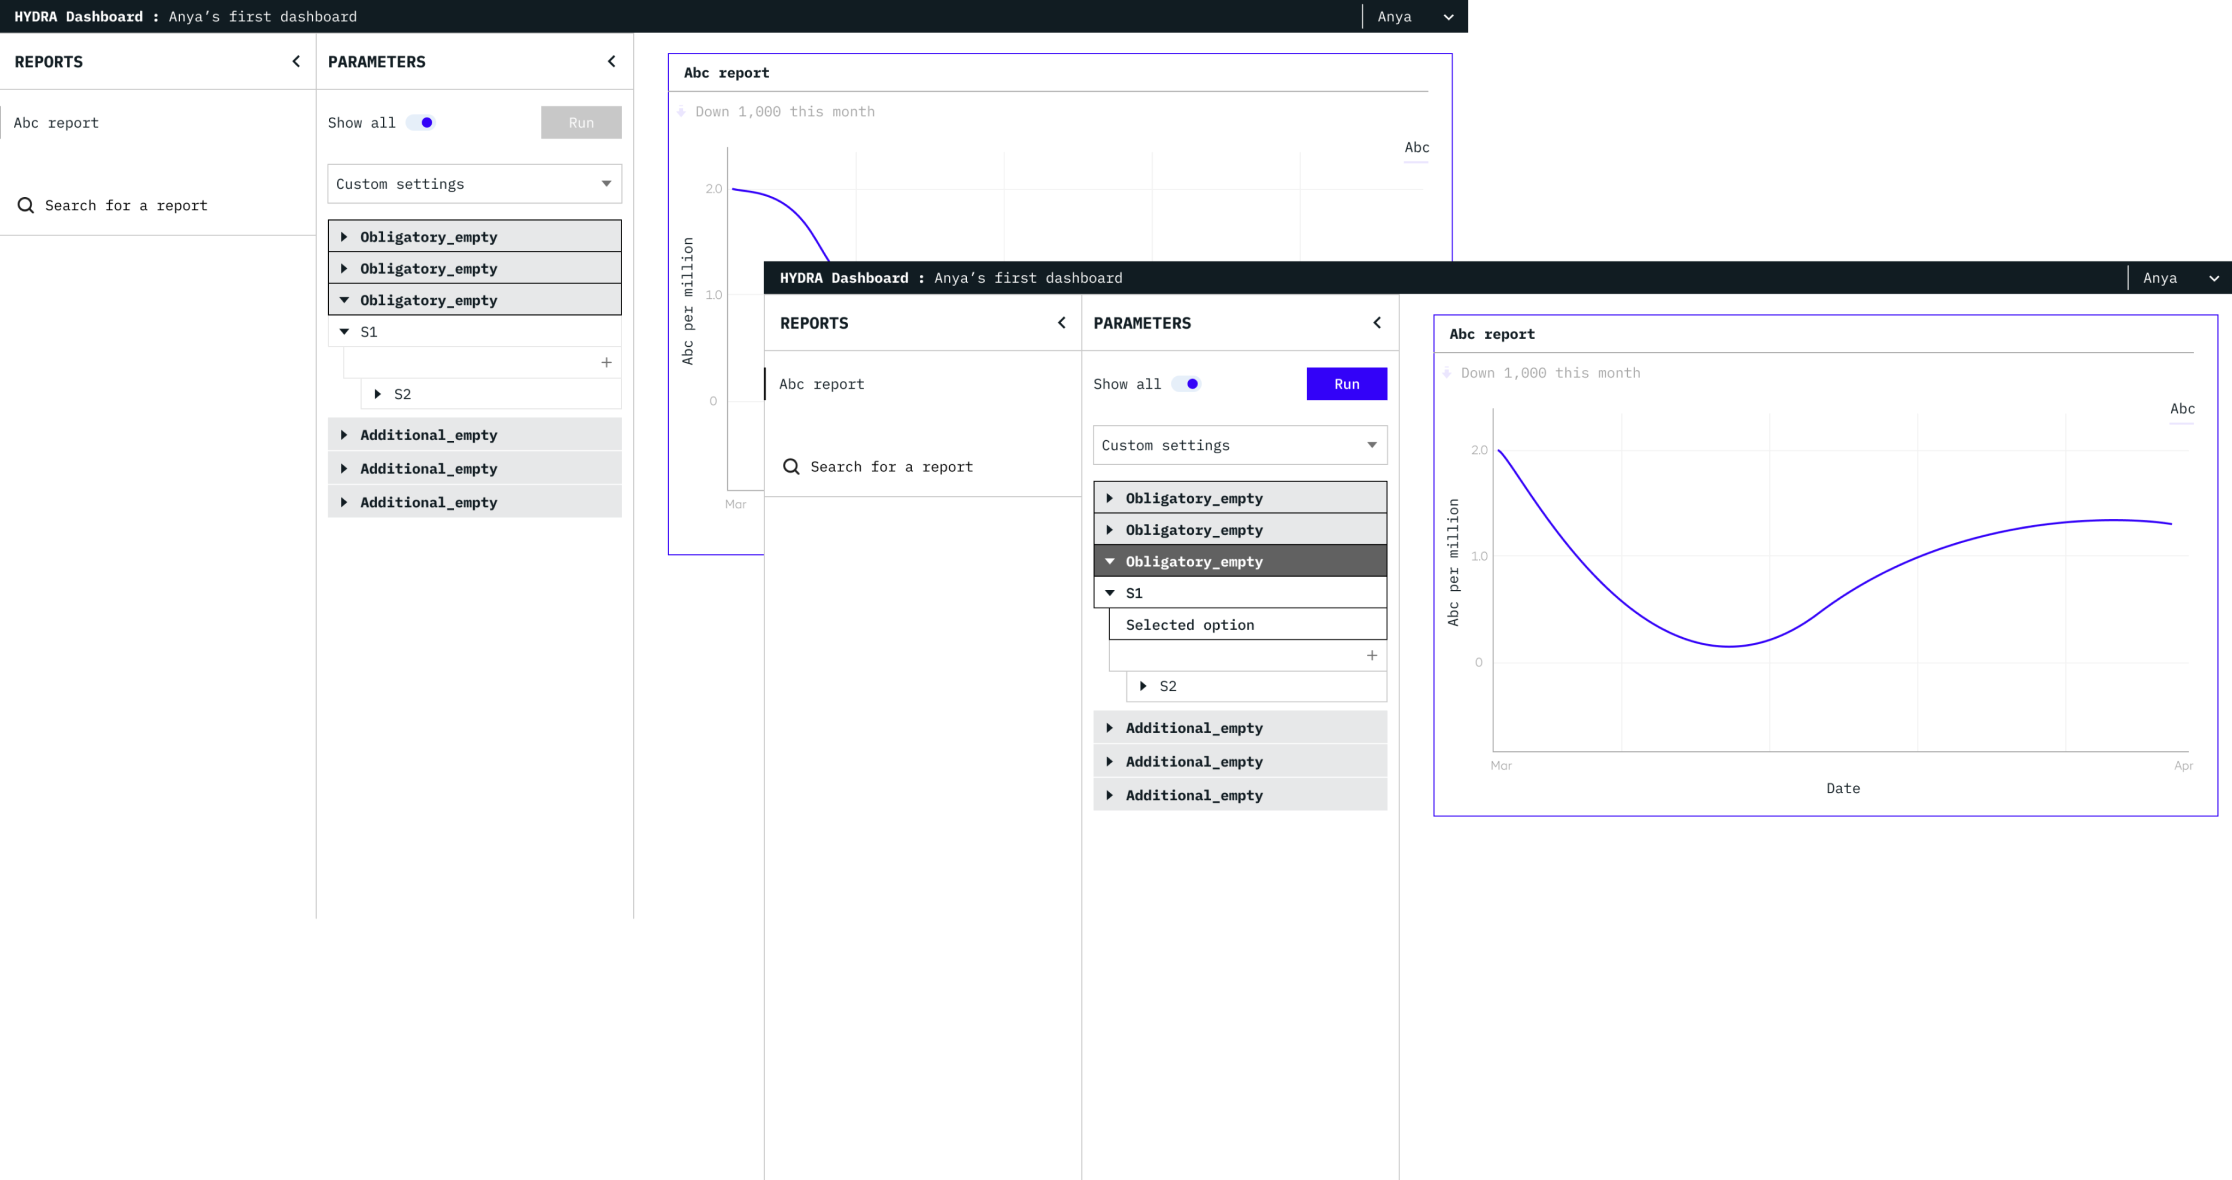 HYDRA Dashboard : Anya’s first dashboard
Anya
REPORTS
Abc report
Search for a report
PARAMETERS
Show all
Run
Custom settings
Obligatory_empty
Obligatory_empty
Obligatory_empty
S1
+
S2
Additional_empty
Additional_empty
Additional_empty
Abc report
Down 1,000 this month
Abc
2.0
1.0
0
Abc per million
Mar
HYDRA Dashboard : Anya’s first dashboard
Anya
REPORTS
Abc report
Search for a report
PARAMETERS
Show all
Run
Custom settings
Obligatory_empty
Obligatory_empty
Obligatory_empty
S1
Selected option
+
S2
Additional_empty
Additional_empty
Additional_empty
Abc report
Down 1,000 this month
Abc
2.0
1.0
0
Abc per million
Mar
Apr
Date